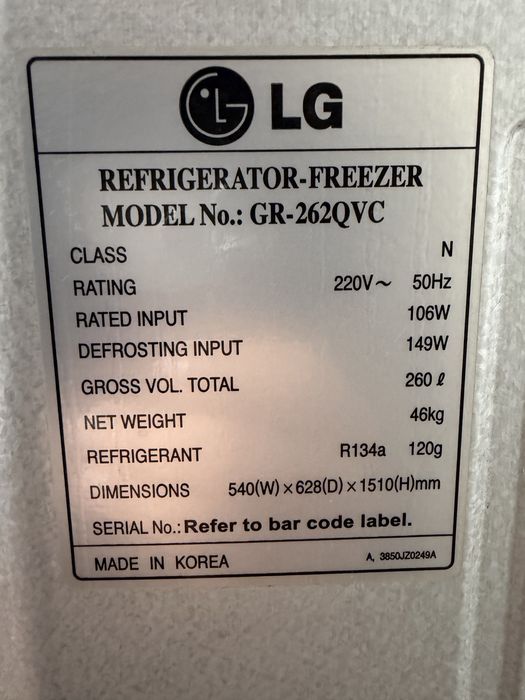 LG
REFRIGERATOR-FREEZER
MODEL No.: GR-262QVC
CLASS N
RATING 220V～ 50Hz
RATED INPUT 106W
DEFROSTING INPUT 149W
GROSS VOL. TOTAL 260 ℓ
NET WEIGHT 46kg
REFRIGERANT R134a 120g
DIMENSIONS 540(W)×628(D)×1510(H)mm
SERIAL No.: Refer to bar code label.
MADE IN KOREA A, 3850JZ0249A